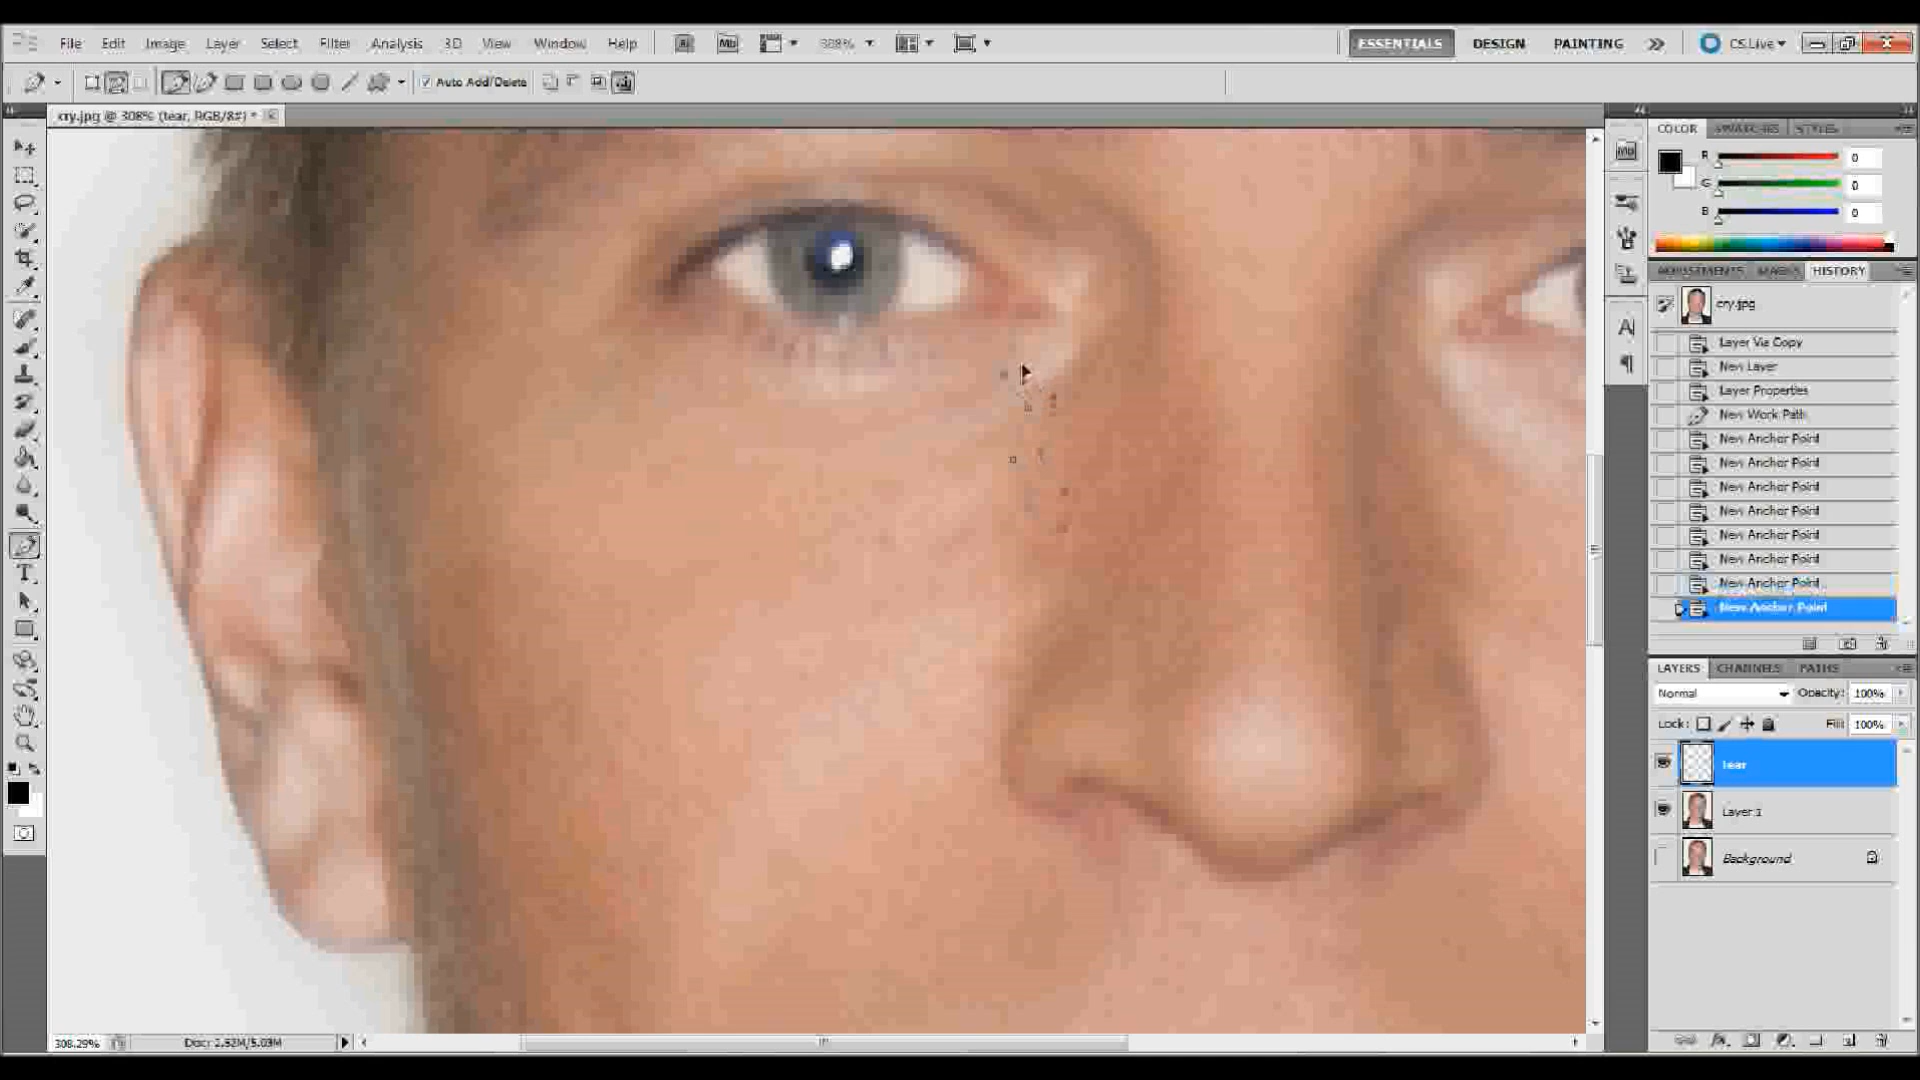 File Edit Image Layer Select Filter Analysis 3D View Window Help Br Mb 308% ESSENTIALS DESIGN PAINTING CS Live
Auto Add/Delete
cry.jpg @ 308% (tear, RGB/8#) *
COLOR SWATCHES STYLES
R 0
G 0
B 0
ADJUSTMENTS MASKS HISTORY
cry.jpg
Layer Via Copy
New Layer
Layer Properties
New Work Path
New Anchor Point
New Anchor Point
New Anchor Point
New Anchor Point
New Anchor Point
New Anchor Point
New Anchor Point
New Anchor Point
LAYERS CHANNELS PATHS
Normal Opacity: 100%
Lock: Fill: 100%
tear
Layer 1
Background
308.29% Doc: 2.52M/5.03M